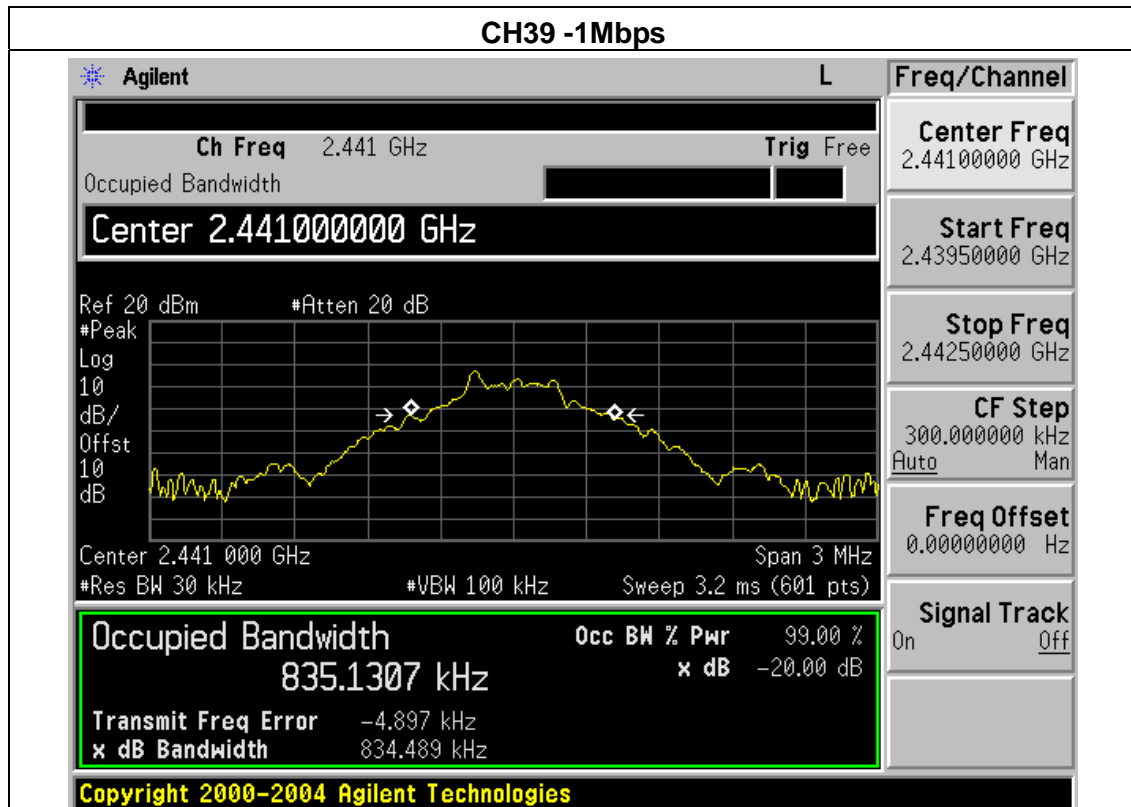 CH39 -1Mbps
Agilent L Freq/Channel
Ch Freq 2.441 GHz Trig Free
Occupied Bandwidth
Center 2.441000000 GHz
Ref 20 dBm #Atten 20 dB
#Peak
Log
10
dB/
Offst
10
dB
Center 2.441 000 GHz Span 3 MHz
#Res BW 30 kHz #VBW 100 kHz Sweep 3.2 ms (601 pts)
Occupied Bandwidth Occ BW % Pwr 99.00 %
835.1307 kHz x dB -20.00 dB
Transmit Freq Error -4.897 kHz
x dB Bandwidth 834.489 kHz
Center Freq
2.44100000 GHz
Start Freq
2.43950000 GHz
Stop Freq
2.44250000 GHz
CF Step
300.000000 kHz
Auto Man
Freq Offset
0.00000000 Hz
Signal Track
On Off
Copyright 2000-2004 Agilent Technologies